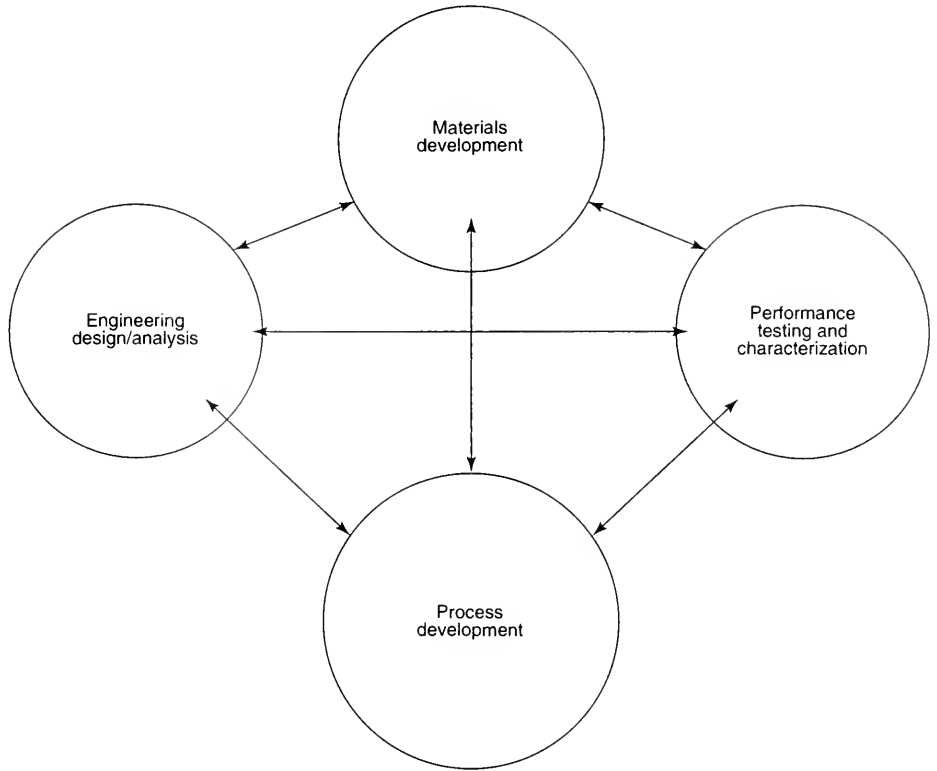 Materials
development
Engineering
design/analysis
Performance
testing and
characterization
Process
development